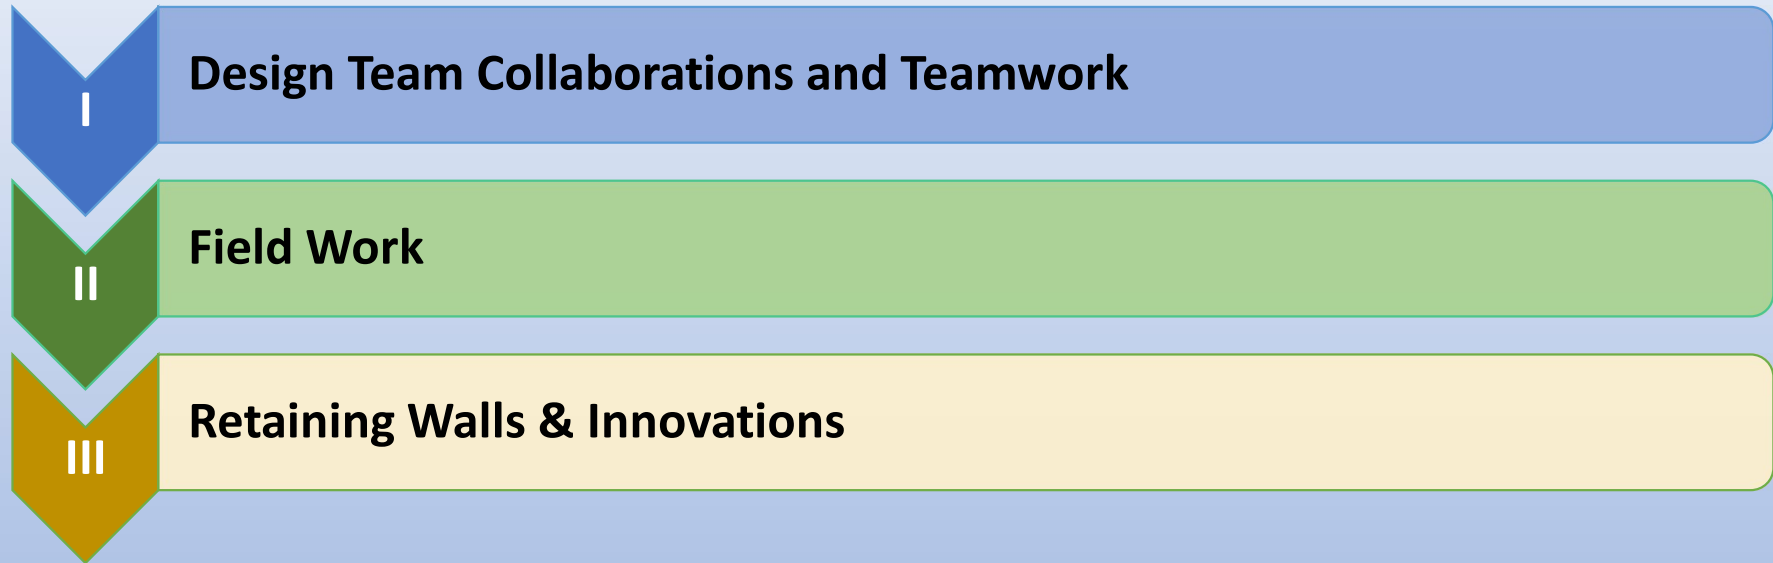 I
Design Team Collaborations and Teamwork
II
Field Work
III
Retaining Walls & Innovations